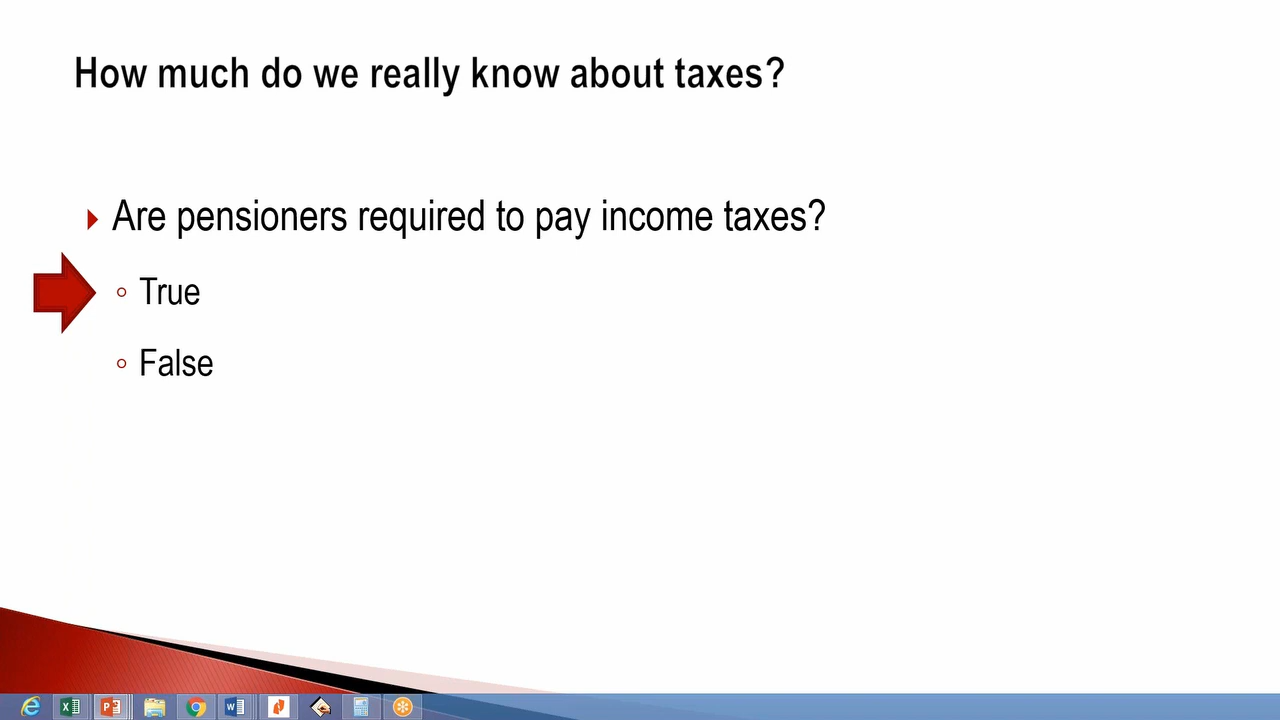 How much do we really know about taxes?
Are pensioners required to pay income taxes?
True
False